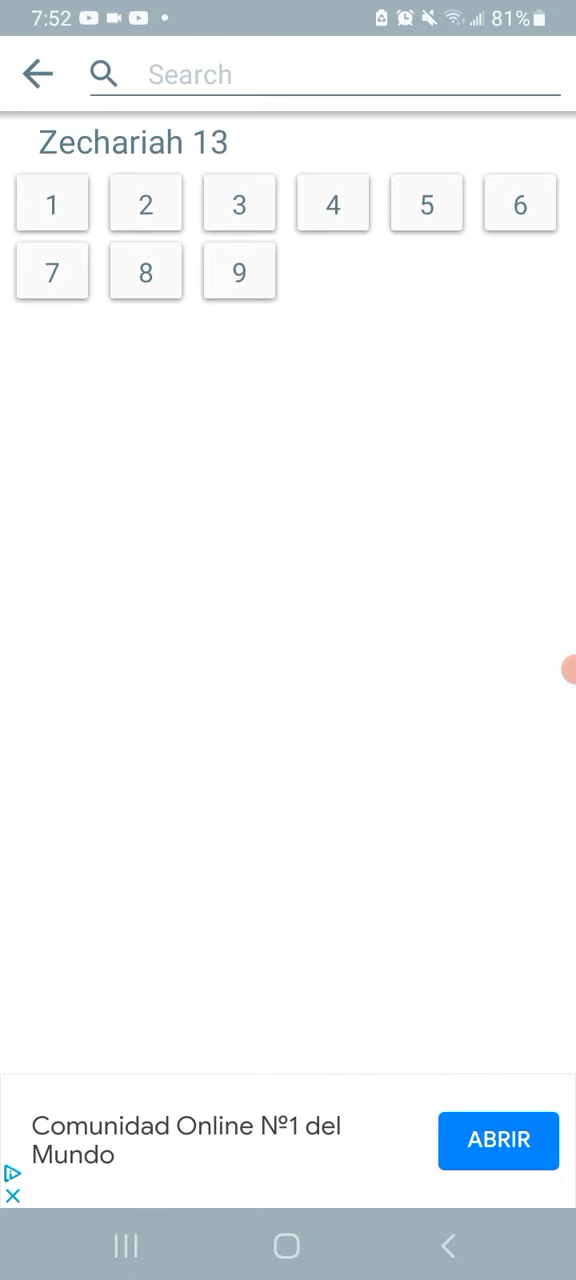 7:52
81%
Search
Zechariah 13
1 2 3 4 5 6
7 8 9
Comunidad Online Nº1 del
Mundo
ABRIR